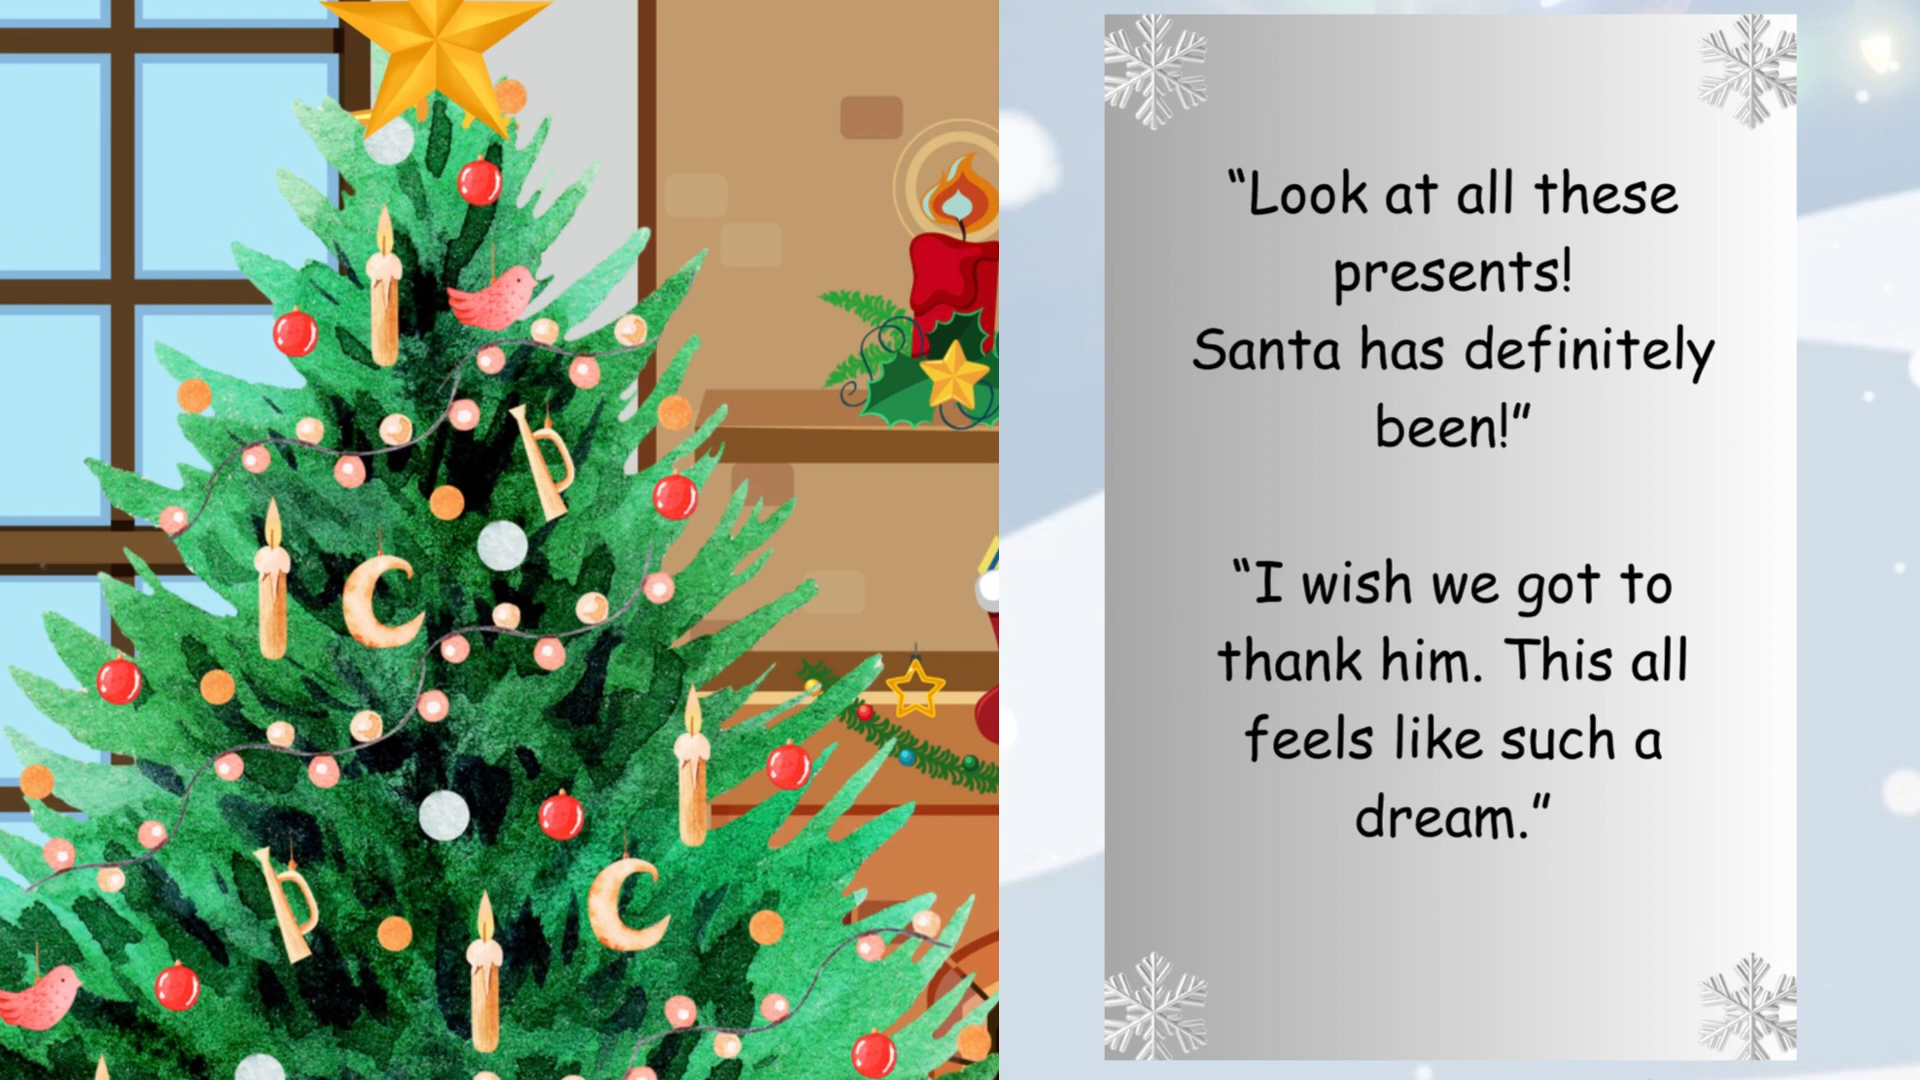 “Look at all these
presents!
Santa has definitely
been!”
“I wish we got to
thank him. This all
feels like such a
dream.”